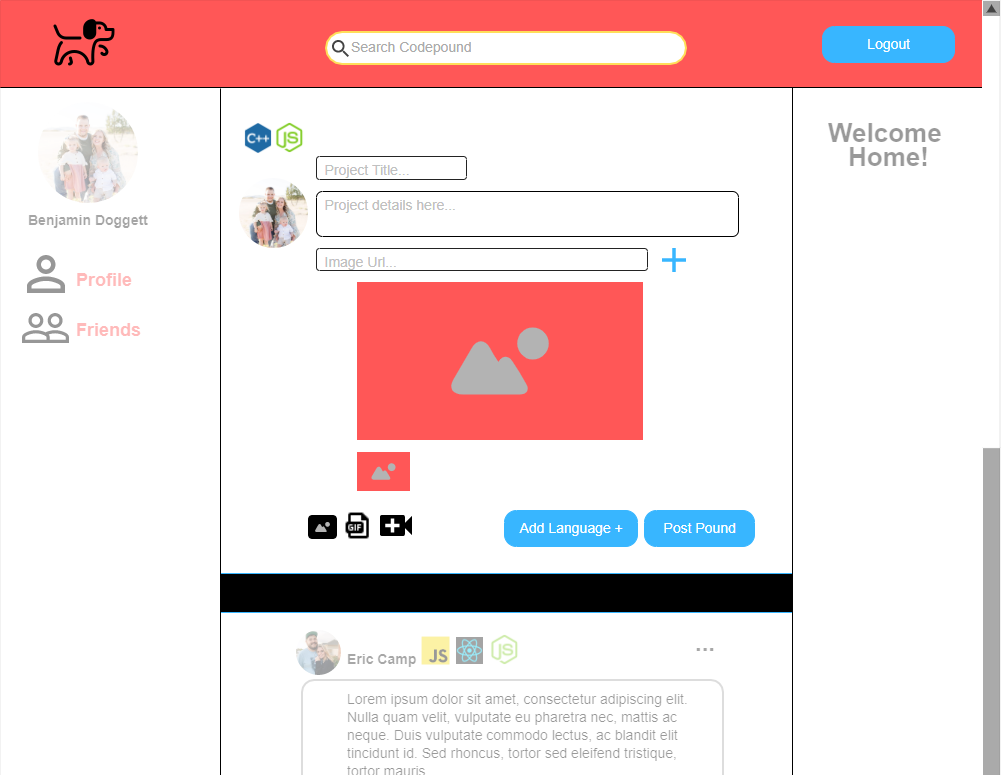 Search Codepound
Logout
Benjamin Doggett
Profile
Friends
C++
JS
Project Title...
Project details here...
Image Url...
GIF
Add Language +
Post Pound
Welcome
Home!
Eric Camp
JS
JS
...
Lorem ipsum dolor sit amet, consectetur adipiscing elit.
Nulla quam velit, vulputate eu pharetra nec, mattis ac
neque. Duis vulputate commodo lectus, ac blandit elit
tincidunt id. Sed rhoncus, tortor sed eleifend tristique,
tortor mauris